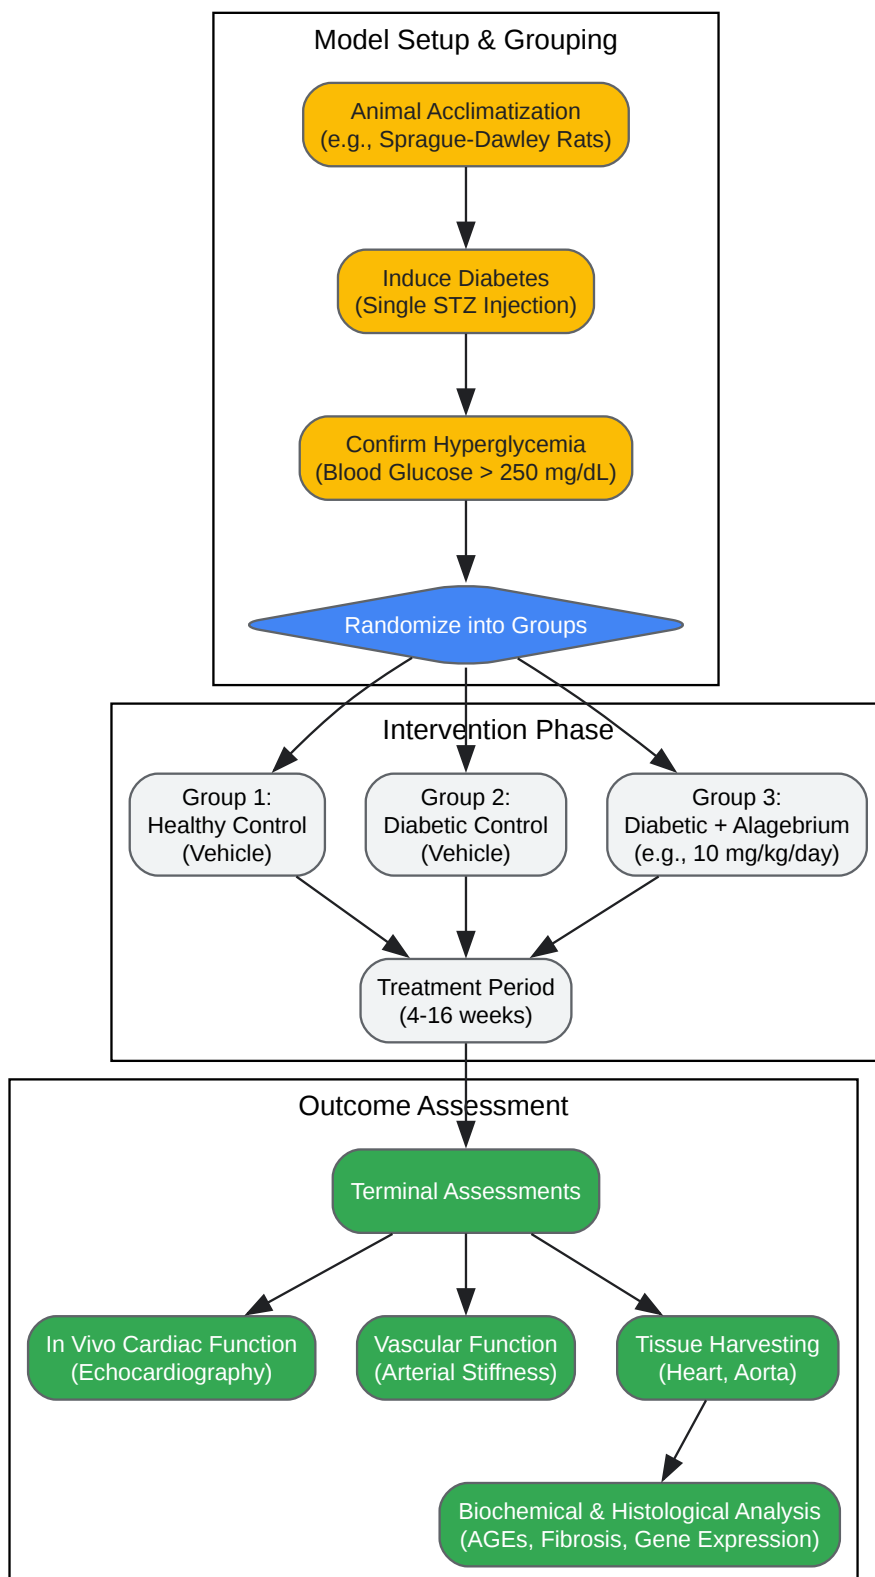 Model Setup & Grouping
Animal Acclimatization
(e.g., Sprague-Dawley Rats)
Induce Diabetes
(Single STZ Injection)
Confirm Hyperglycemia
(Blood Glucose > 250 mg/dL)
Randomize into Groups
Intervention Phase
Group 1:
Healthy Control
(Vehicle)
Group 2:
Diabetic Control
(Vehicle)
Group 3:
Diabetic + Alagebrium
(e.g., 10 mg/kg/day)
Treatment Period
(4-16 weeks)
Outcome Assessment
Terminal Assessments
In Vivo Cardiac Function
(Echocardiography)
Vascular Function
(Arterial Stiffness)
Tissue Harvesting
(Heart, Aorta)
Biochemical & Histological Analysis
(AGEs, Fibrosis, Gene Expression)